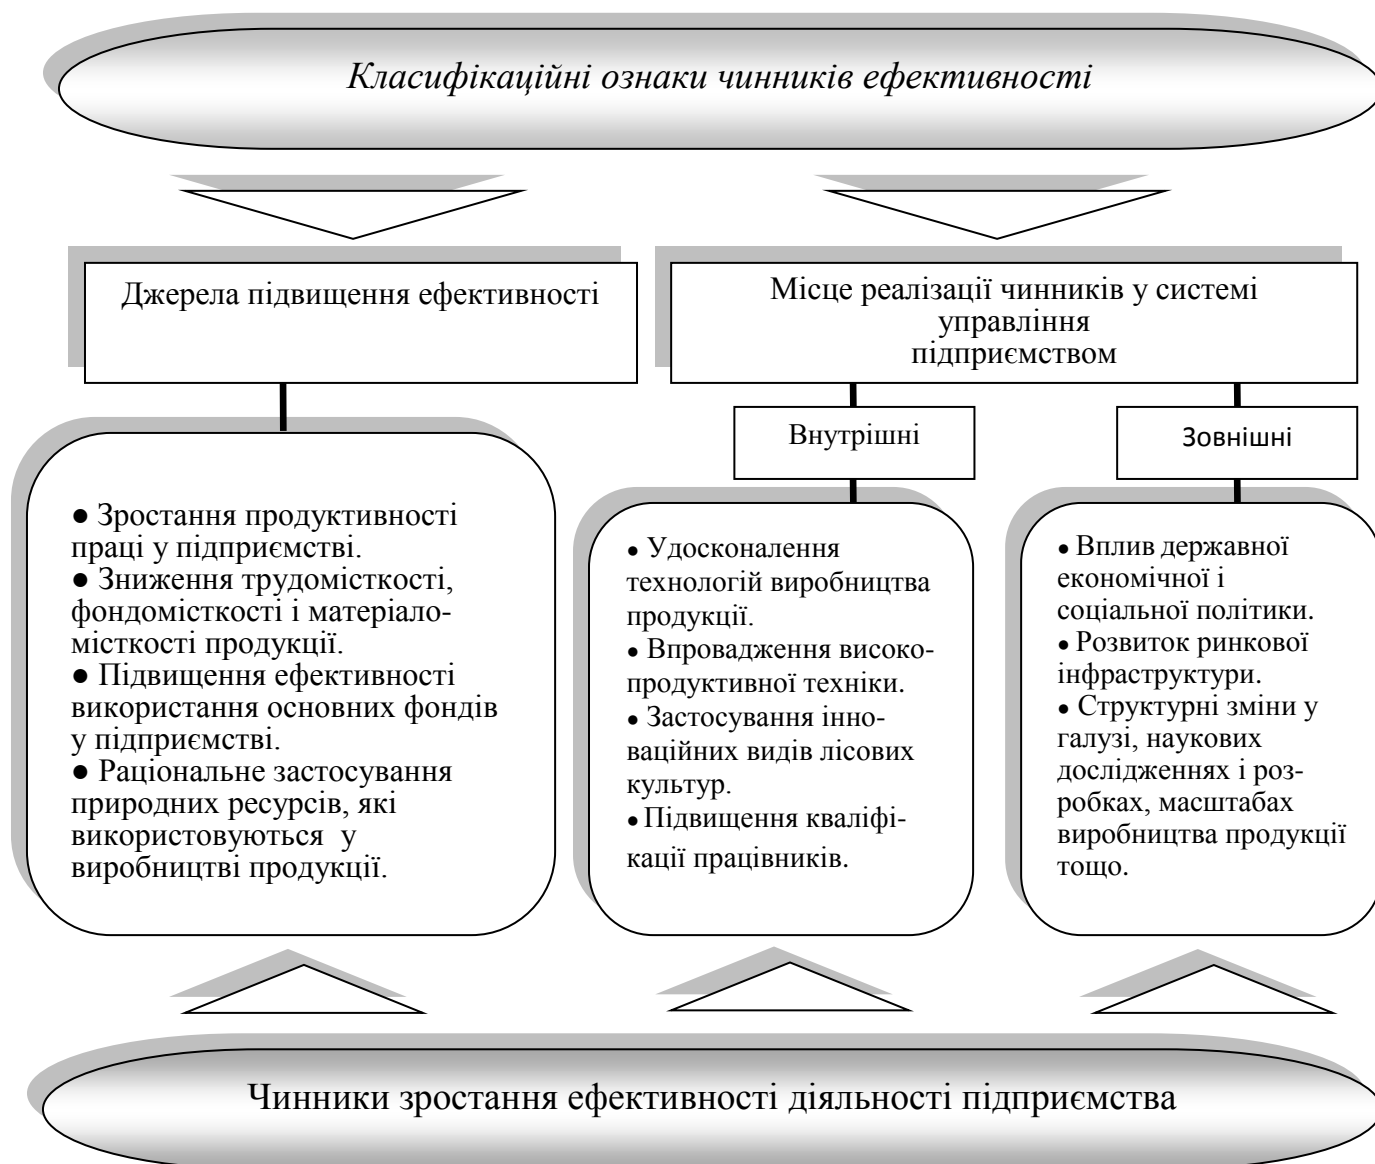 Класифікаційні ознаки чинників ефективності
Джерела підвищення ефективності
Місце реалізації чинників у системі
управління
підприємством
Внутрішні
Зовнішні
● Зростання продуктивності
праці у підприємстві.
● Зниження трудомісткості,
фондомісткості і матеріало-
місткості продукції.
● Підвищення ефективності
використання основних фондів
у підприємстві.
● Раціональне застосування
природних ресурсів, які
використовуються у
виробництві продукції.
● Удосконалення
технологій виробництва
продукції.
● Впровадження високо-
продуктивної техніки.
● Застосування інно-
ваційних видів лісових
культур.
● Підвищення кваліфі-
кації працівників.
● Вплив державної
економічної і
соціальної політики.
● Розвиток ринкової
інфраструктури.
● Структурні зміни у
галузі, наукових
дослідженнях і роз-
робках, масштабах
виробництва продукції
тощо.
Чинники зростання ефективності діяльності підприємства